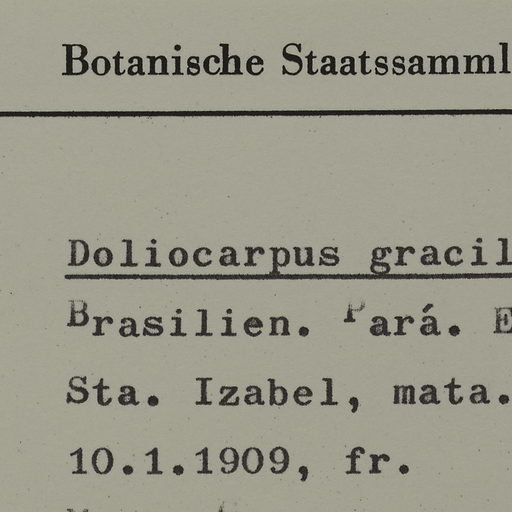 Botanische Staatssamml
Doliocarpus gracil
Brasilien. Pará. E
Sta. Izabel, mata.
10.1.1909, fr.